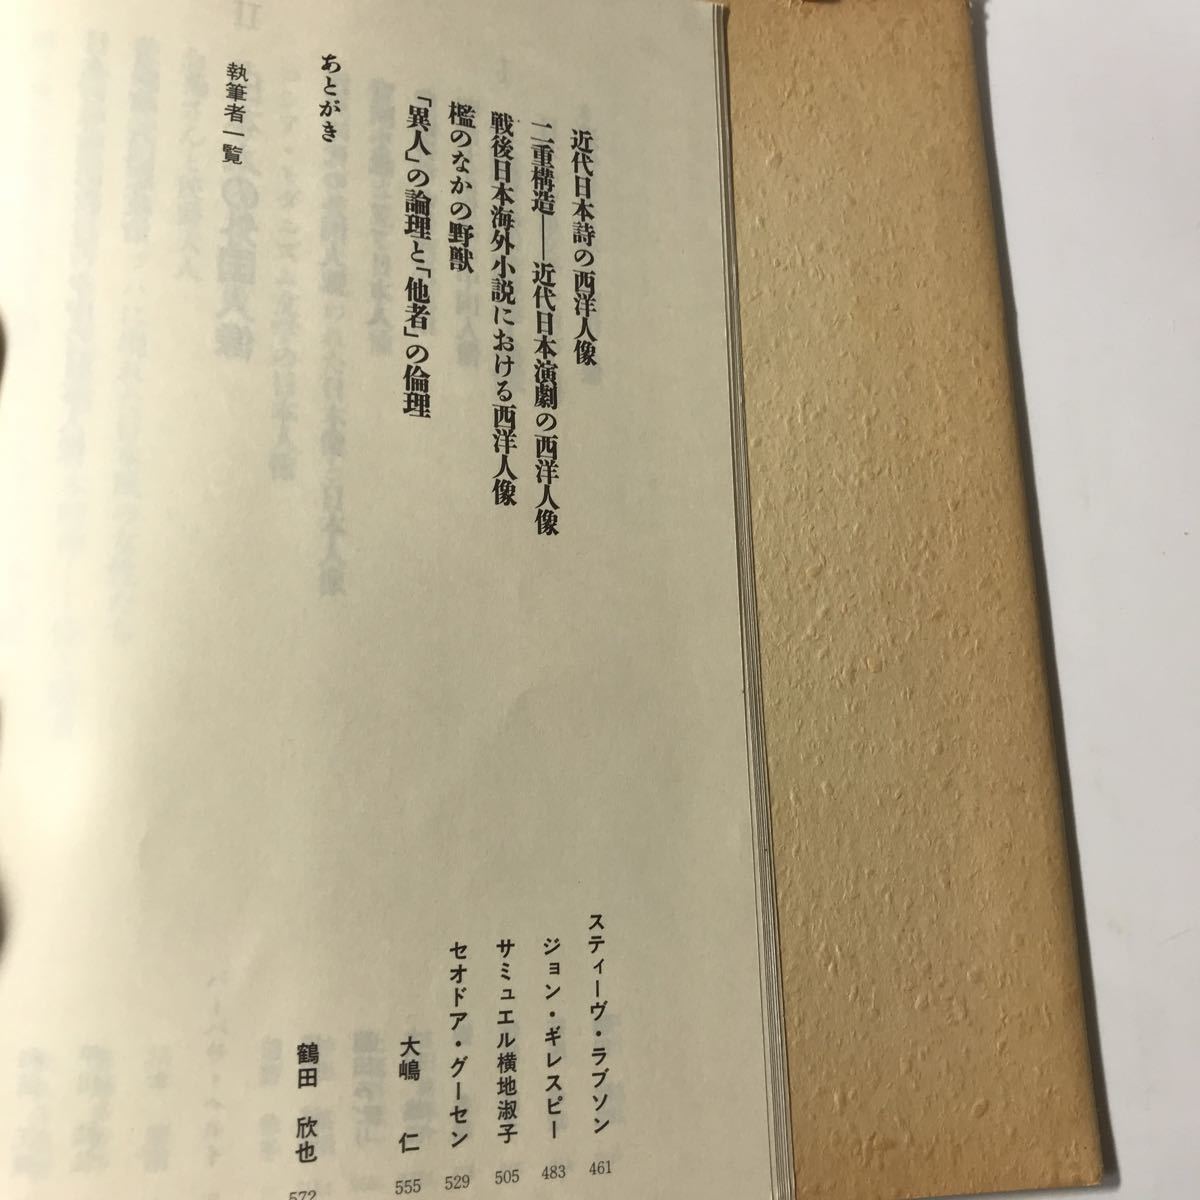 近代日本詩の西洋人像 スティーヴ・ラブソン 461
二重構造――近代日本演劇の西洋人像 ジョン・ギレスピー 483
戦後日本海外小説における西洋人像 サミュエル横地淑子 505
檻のなかの野獣 セオドア・グーセン 529
「異人」の論理と「他者」の倫理 大嶋 仁 555
あとがき 鶴田 欣也 572
執筆者一覧